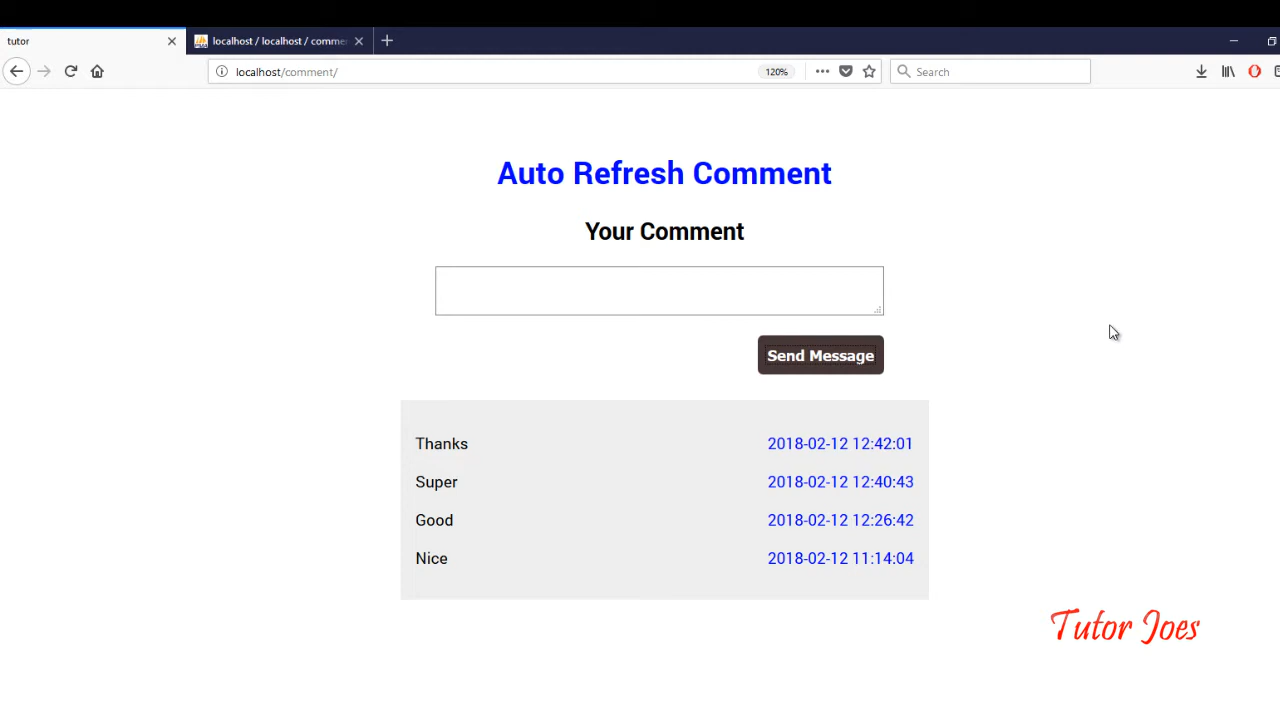 tutor
localhost / localhost / comme
localhost/comment/
120%
Search
Auto Refresh Comment
Your Comment
Send Message
Thanks 2018-02-12 12:42:01
Super 2018-02-12 12:40:43
Good 2018-02-12 12:26:42
Nice 2018-02-12 11:14:04
Tutor Joes